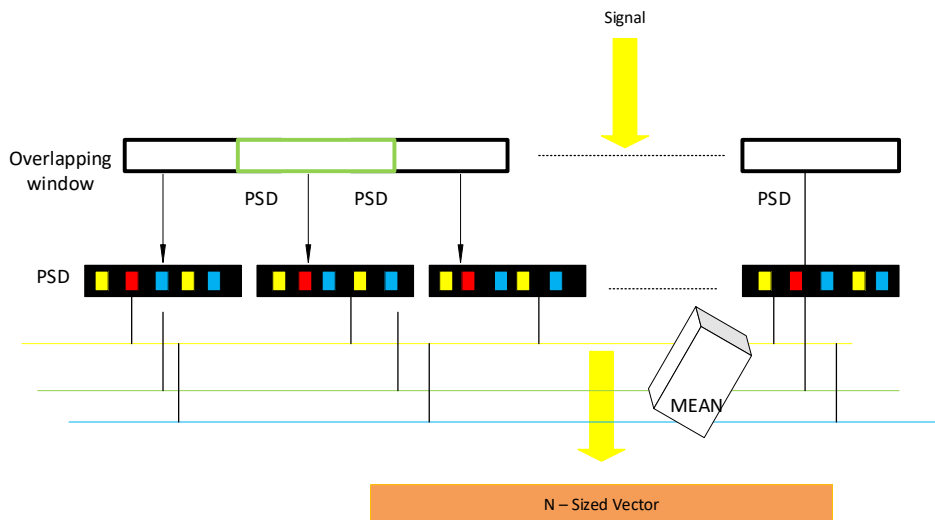 Signal
Overlapping
window
PSD
PSD
PSD
PSD
MEAN
N – Sized Vector